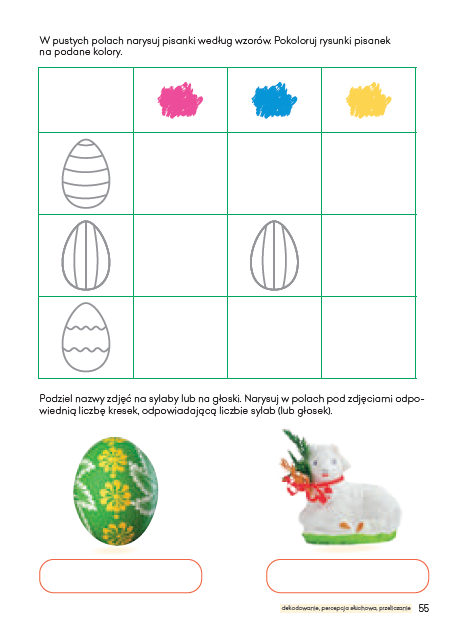 W pustych polach narysuj pisanki według wzorów. Pokoloruj rysunki pisanek
na podane kolory.
Podziel nazwy zdjęć na sylaby lub na głoski. Narysuj w polach pod zdjęciami odpo-
wiednią liczbę kresek, odpowiadającą liczbie sylab (lub głosek).
dekodowanie, percepcja słuchowa, przeliczanie 55